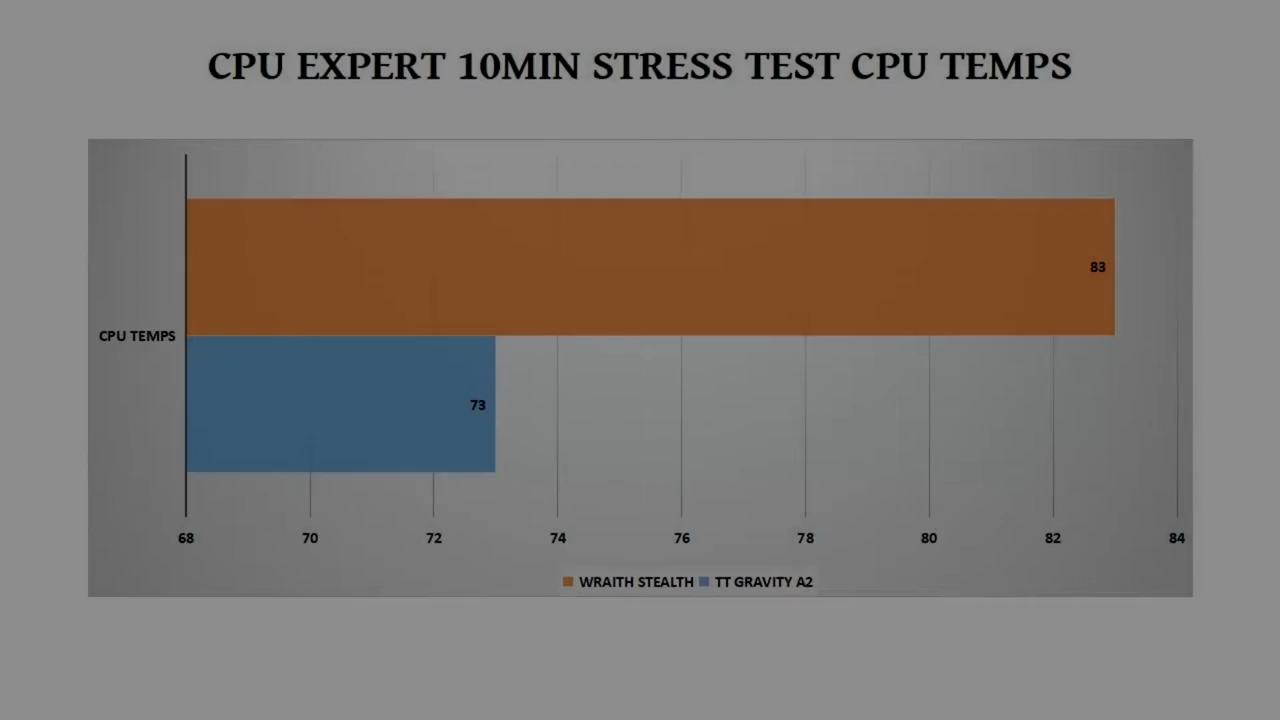 CPU EXPERT 10MIN STRESS TEST CPU TEMPS
83
CPU TEMPS
73
68 70 72 74 76 78 80 82 84
WRAITH STEALTH TT GRAVITY A2